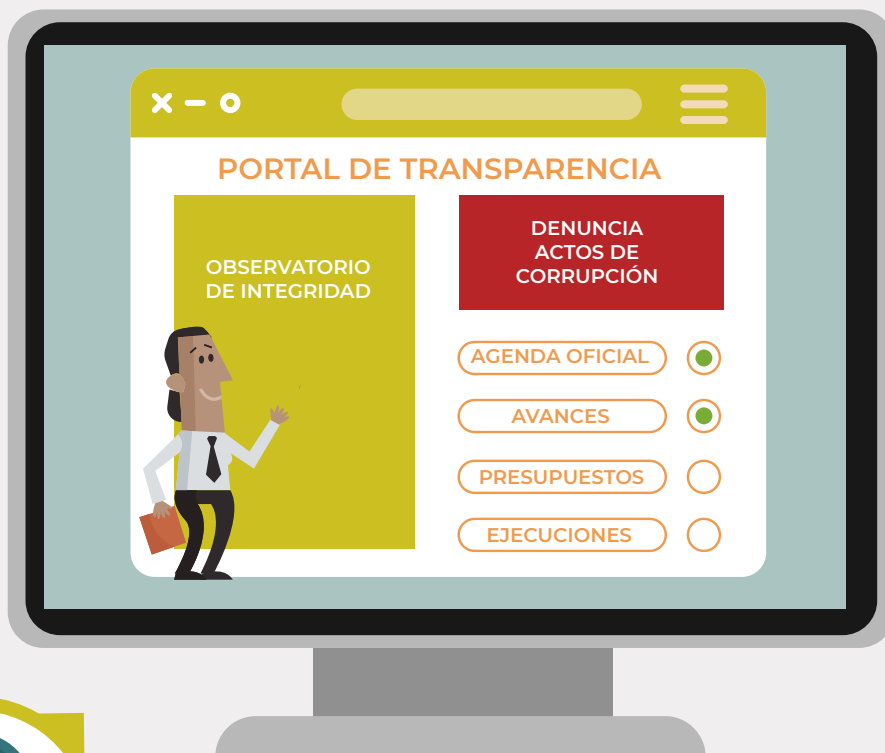 PORTAL DE TRANSPARENCIA
OBSERVATORIO
DE INTEGRIDAD
DENUNCIA
ACTOS DE
CORRUPCIÓN
AGENDA OFICIAL
AVANCES
PRESUPUESTOS
EJECUCIONES